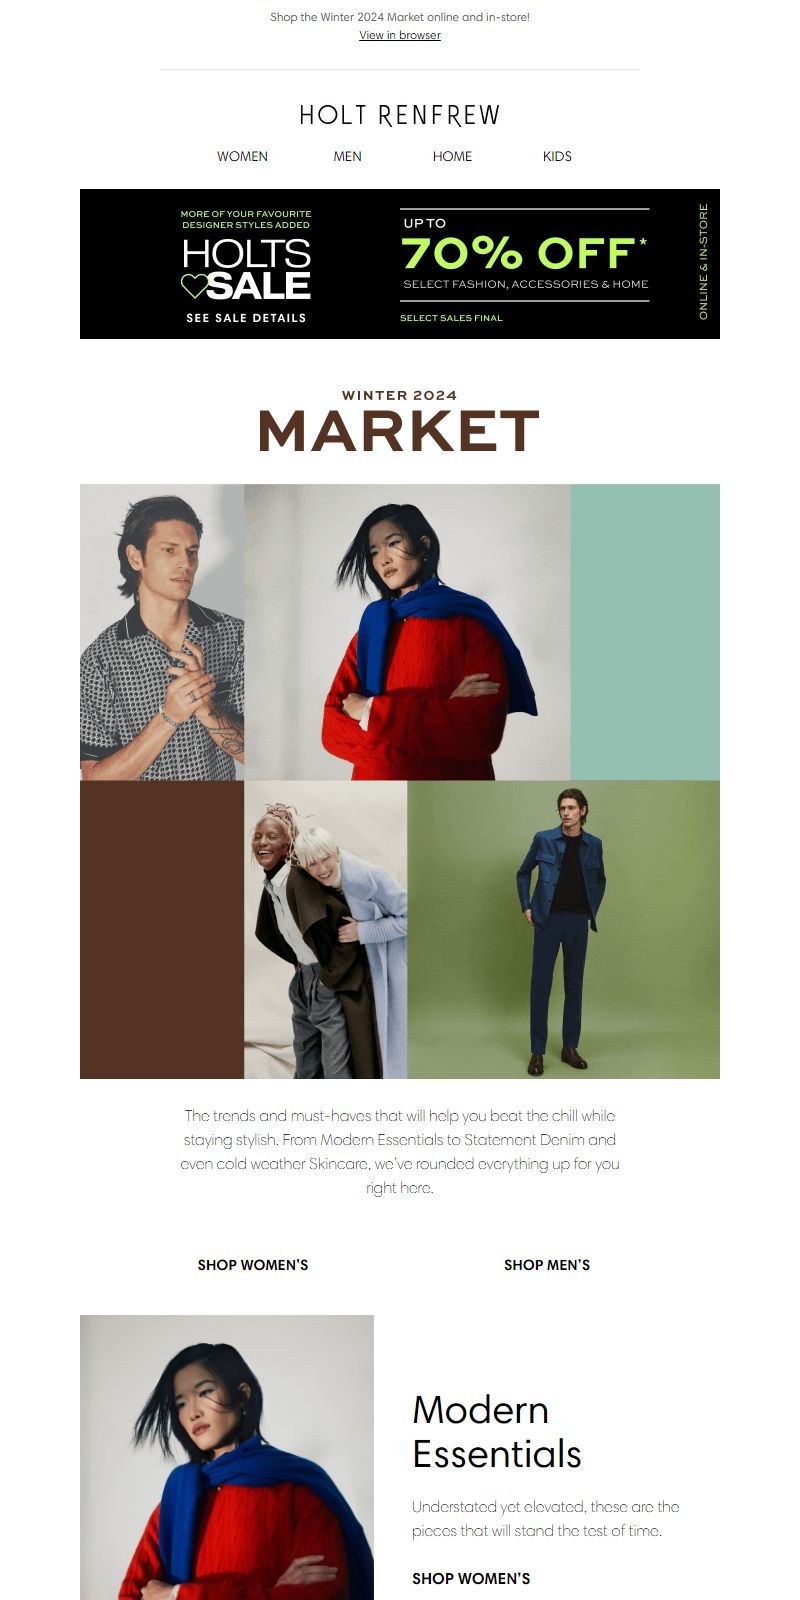 Shop the Winter 2024 Market online and in-store!
View in browser
HOLT RENFREW
WOMEN
MEN
HOME
KIDS
MORE OF YOUR FAVOURITE
DESIGNER STYLES ADDED
HOLTS
SALE
SEE SALE DETAILS
UP TO
70% OFF*
SELECT FASHION, ACCESSORIES & HOME
SELECT SALES FINAL
ONLINE & IN-STORE
WINTER 2024
MARKET
The trends and must-haves that will help you beat the chill while
staying stylish. From Modern Essentials to Statement Denim and
even cold weather Skincare, we’ve rounded everything up for you
right here.
SHOP WOMEN’S
SHOP MEN’S
Modern
Essentials
Understated yet elevated, these are the
pieces that will stand the test of time.
SHOP WOMEN’S